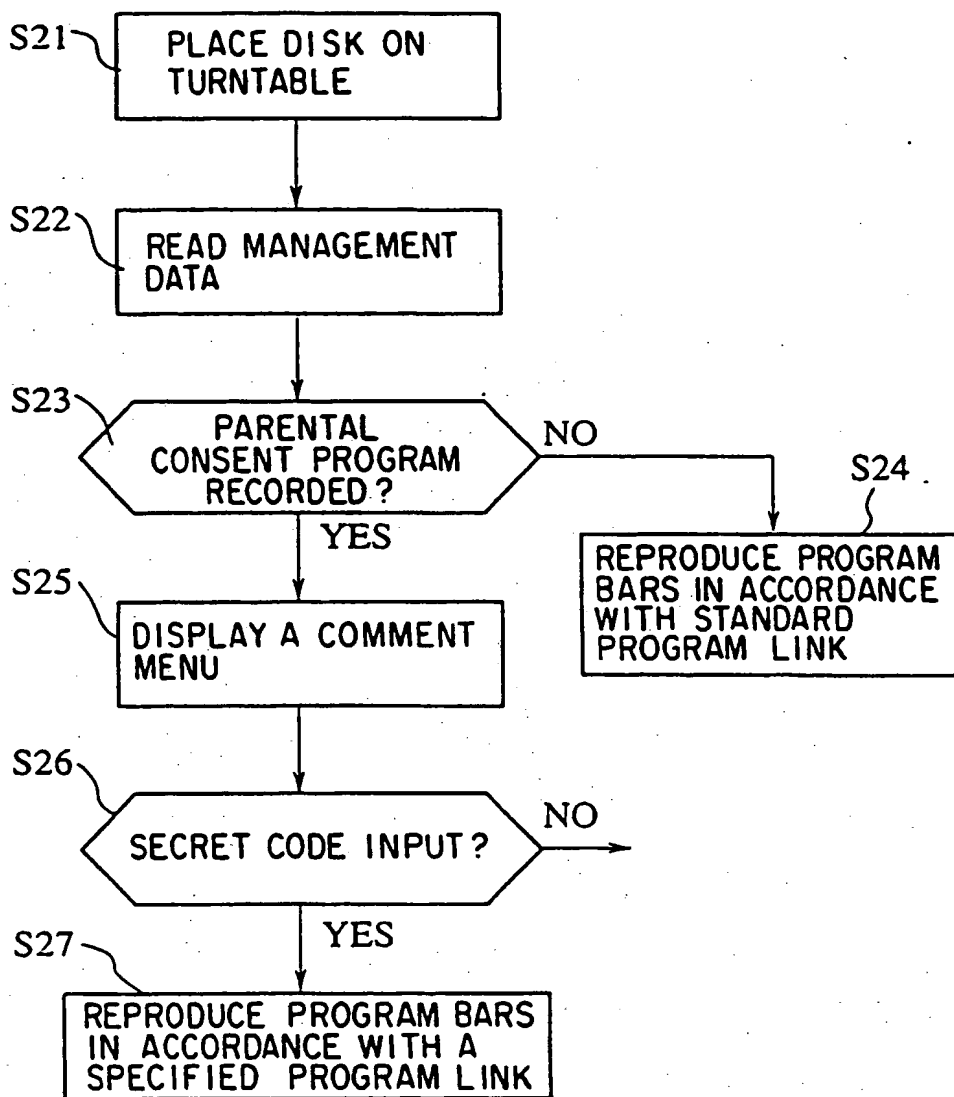 S21
PLACE DISK ON
TURNTABLE
S22
READ MANAGEMENT
DATA
S23
PARENTAL
CONSENT PROGRAM
RECORDED?
NO
YES
S24
REPRODUCE PROGRAM
BARS IN ACCORDANCE
WITH STANDARD
PROGRAM LINK
S25
DISPLAY A COMMENT
MENU
S26
SECRET CODE INPUT?
NO
YES
S27
REPRODUCE PROGRAM BARS
IN ACCORDANCE WITH A
SPECIFIED PROGRAM LINK